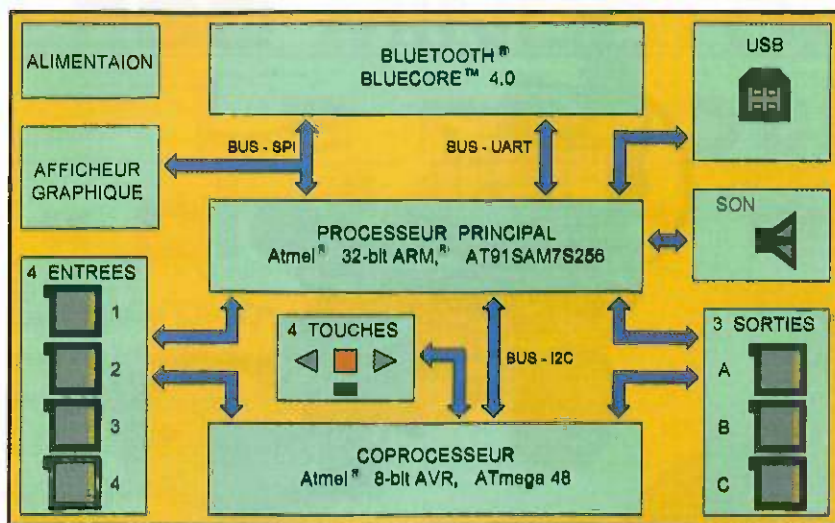 ALIMENTAION
BLUETOOTH®
BLUECORE™ 4.0
USB
AFFICHEUR
GRAPHIQUE
BUS - SPI
BUS - UART
PROCESSEUR PRINCIPAL
Atmel® 32-bit ARM,® AT91SAM7S256
SON
4 ENTREES
1
2
3
4
4 TOUCHES
BUS - I2C
3 SORTIES
A
B
C
COPROCESSEUR
Atmel® 8-bit AVR, ATmega 48